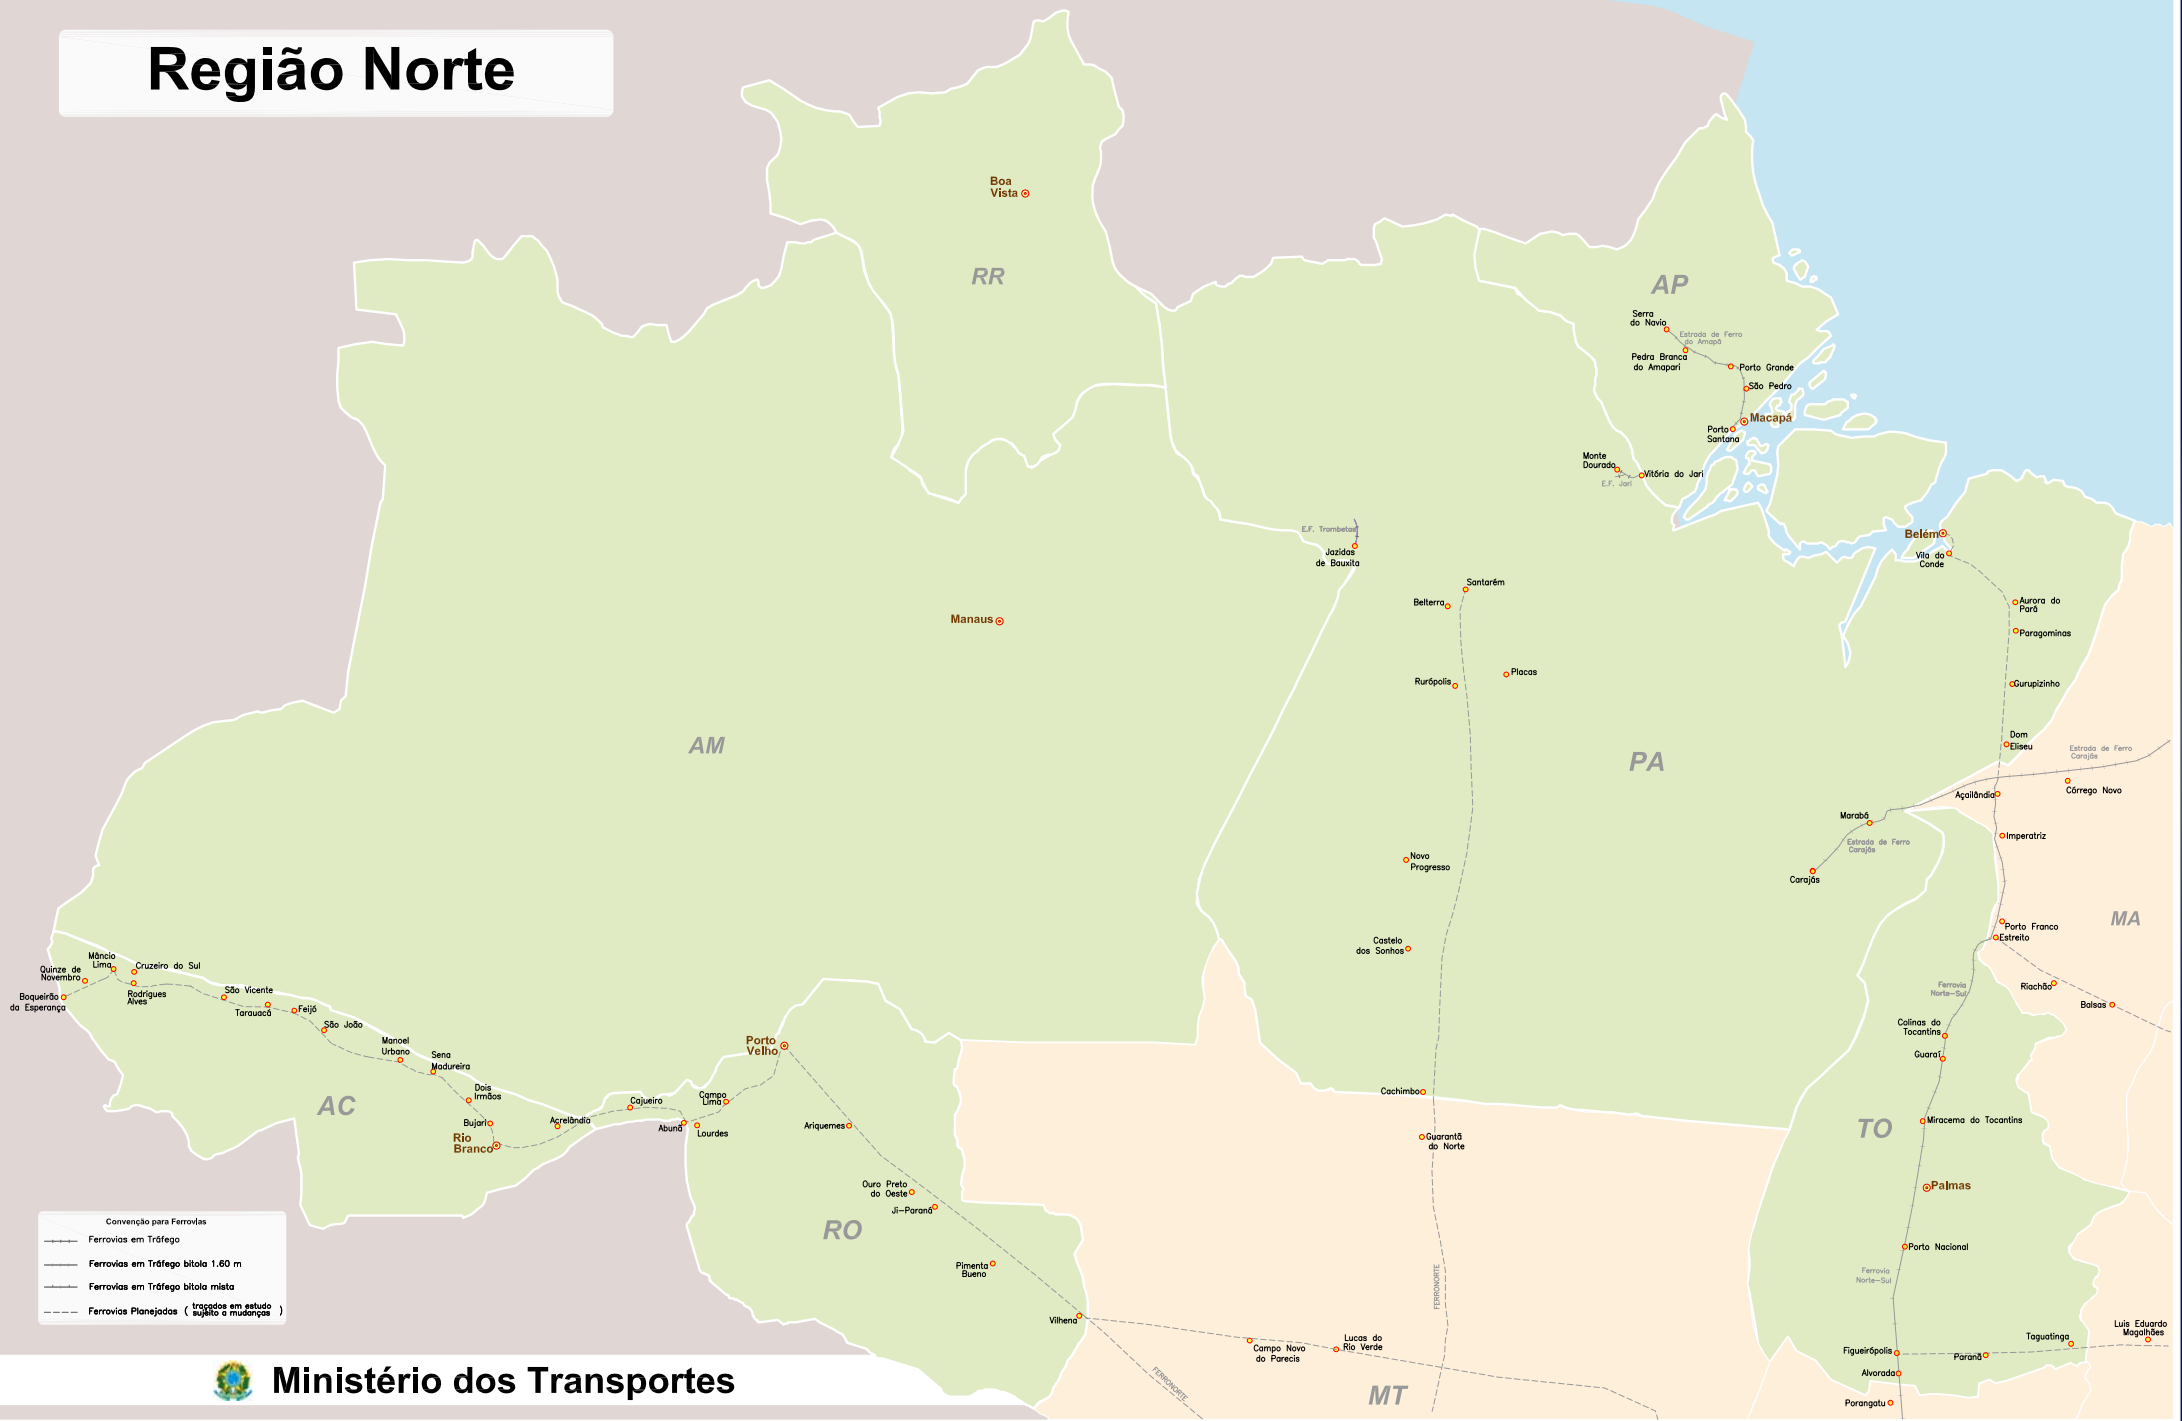 Região Norte
Boa
Vista
RR
AP
Serra
do Navio
Estrada de Ferro
do Amapá
Pedra Branca
do Amapari
Porto Grande
São Pedro
Macapá
Porto
Santana
Monte
Dourado
Vitória do Jari
E.F. Jari
E.F. Trombetas
Jazidas
de Bauxita
Belém
Vila do
Conde
Santarém
Belterra
Aurora do
Pará
Paragominas
Manaus
Placas
Rurópolis
Gurupizinho
AM
PA
Dom
Eliseu
Estrada de Ferro
Carajás
Açailândia
Córrego Novo
Marabá
Estrada de Ferro
Carajás
Imperatriz
Novo
Progresso
Carajás
MA
Porto Franco
Estreito
Castelo
dos Sonhos
Mâncio
Lima
Cruzeiro do Sul
Quinze de
Novembro
Boqueirão
da Esperança
Rodrigues
Alves
São Vicente
Tarauacá
Feijó
São João
Ferrovia
Norte-Sul
Riachão
Balsas
Manoel
Urbano
Sena
Madureira
Porto
Velho
Colinas do
Tocantins
Guaraí
Dois
Irmãos
AC
Cajueiro
Campo
Lima
Cachimbo
Bujari
Acrelândia
Abunã
Lourdes
Ariquemes
Rio
Branco
Guarantã
do Norte
Miracema do Tocantins
TO
Ouro Preto
do Oeste
Ji-Paraná
Palmas
RO
Porto Nacional
Pimenta
Bueno
Ferrovia
Norte-Sul
FERRONORTE
Vilhena
Campo Novo
do Parecis
Lucas do
Rio Verde
FERRONORTE
MT
Luis Eduardo
Magalhães
Taguatinga
Figueirópolis
Paranã
Alvorada
Porangatu
Convenção para Ferrovias
Ferrovias em Tráfego
Ferrovias em Tráfego bitola 1.60 m
Ferrovias em Tráfego bitola mista
Ferrovias Planejadas ( traçados em estudo
sujeito a mudanças )
Ministério dos Transportes